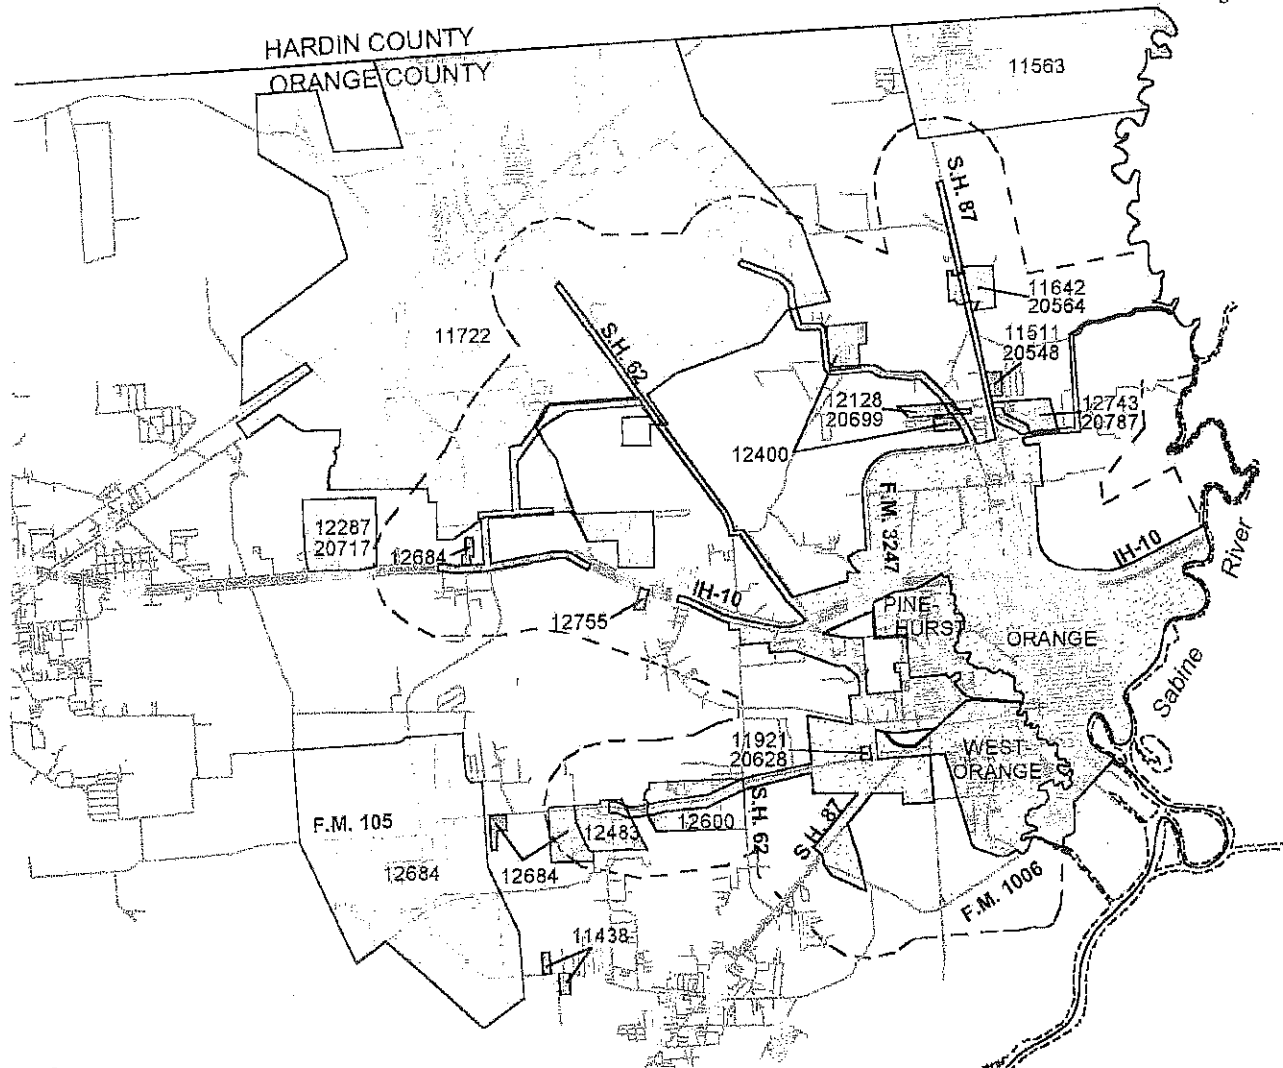 HARDIN COUNTY
ORANGE COUNTY
11563
S.H. 87
11642
20564
11722
S.H. 62
11511
20548
12128
20699
12743
20787
12400
F.M. 3247
12287
20717
12684
IH-10
River
IH-10
12755
PINE-
HURST
ORANGE
Sabine
11921
20628
WEST
ORANGE
S.H. 62
S.H. 87
F.M. 105
12483
12600
12684
12684
F.M. 1006
11438